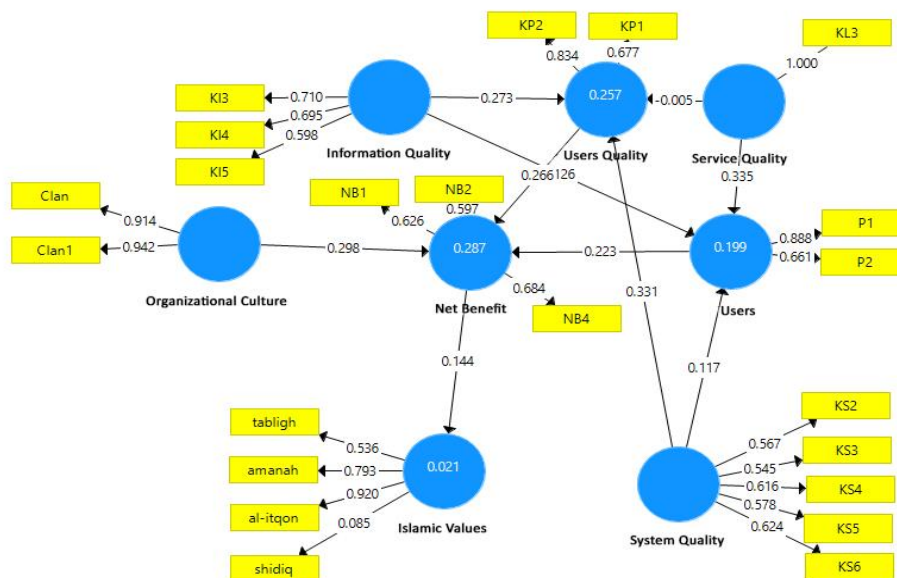 KP2
KP1
KL3
0.834
0.677
1.000
KI3
0.710
KI4
0.695
KI5
0.598
0.273
0.257
-0.005
Information Quality
Users Quality
Service Quality
Clan
0.914
Clan1
0.942
Organizational Culture
NB1
NB2
0.626
0.597
0.266
126
0.335
0.298
0.287
0.223
0.199
P1
0.888
P2
0.661
Net Benefit
0.684
NB4
Users
0.331
0.144
0.117
tabligh
0.536
amanah
0.793
al-itqon
0.920
shidiq
0.085
0.021
Islamic Values
System Quality
KS2
0.567
KS3
0.545
KS4
0.616
KS5
0.578
KS6
0.624